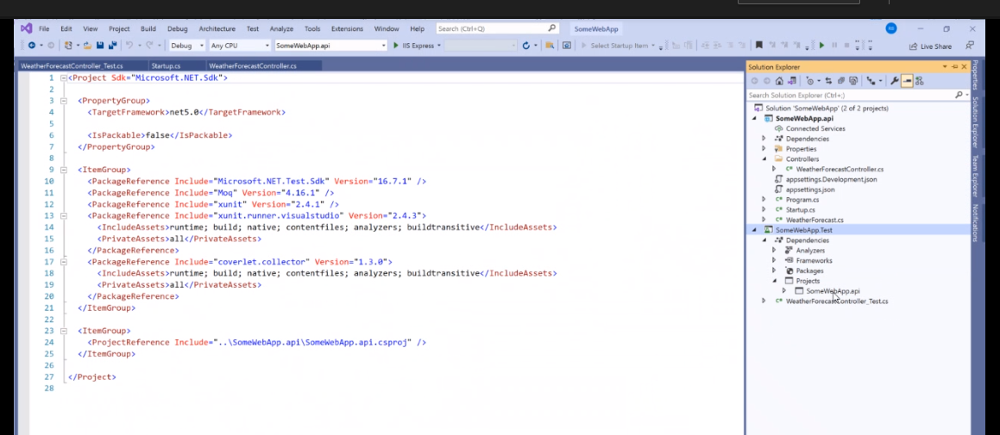 File Edit View Project Build Debug Architecture Test Analyze Tools Extensions Window Help Search (Ctrl+Q) SomeWebApp
Debug Any CPU SomeWebApp.api IIS Express Select Startup Item Live Share
WeatherForecastController_Test.cs Startup.cs WeatherForecastController.cs
1 <Project Sdk="Microsoft.NET.Sdk">
2
3 <PropertyGroup>
4 <TargetFramework>net5.0</TargetFramework>
5
6 <IsPackable>false</IsPackable>
7 </PropertyGroup>
8
9 <ItemGroup>
10 <PackageReference Include="Microsoft.NET.Test.Sdk" Version="16.7.1" />
11 <PackageReference Include="Moq" Version="4.16.1" />
12 <PackageReference Include="xunit" Version="2.4.1" />
13 <PackageReference Include="xunit.runner.visualstudio" Version="2.4.3">
14 <IncludeAssets>runtime; build; native; contentfiles; analyzers; buildtransitive</IncludeAssets>
15 <PrivateAssets>all</PrivateAssets>
16 </PackageReference>
17 <PackageReference Include="coverlet.collector" Version="1.3.0">
18 <IncludeAssets>runtime; build; native; contentfiles; analyzers; buildtransitive</IncludeAssets>
19 <PrivateAssets>all</PrivateAssets>
20 </PackageReference>
21 </ItemGroup>
22
23 <ItemGroup>
24 <ProjectReference Include="..\SomeWebApp.api\SomeWebApp.api.csproj" />
25 </ItemGroup>
26
27 </Project>
28
Solution Explorer
Search Solution Explorer (Ctrl+;)
Solution 'SomeWebApp' (2 of 2 projects)
SomeWebApp.api
Connected Services
Dependencies
Properties
Controllers
C# WeatherForecastController.cs
appsettings.Development.json
appsettings.json
C# Program.cs
C# Startup.cs
C# WeatherForecast.cs
SomeWebApp.Test
Dependencies
Analyzers
Frameworks
Packages
Projects
SomeWebApp.api
C# WeatherForecastController_Test.cs
Properties
Solution Explorer
Team Explorer
Notifications